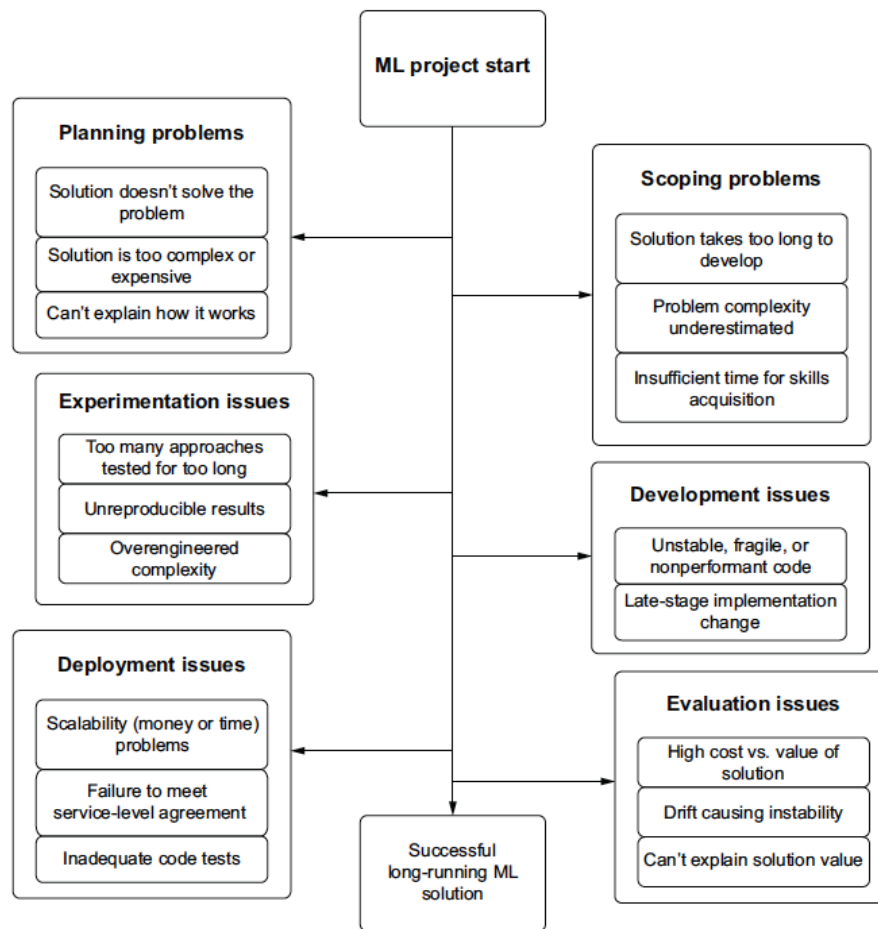 ML project start
Planning problems
Solution doesn't solve the
problem
Solution is too complex or
expensive
Can't explain how it works
Scoping problems
Solution takes too long to
develop
Problem complexity
underestimated
Insufficient time for skills
acquisition
Experimentation issues
Too many approaches
tested for too long
Unreproducible results
Overengineered
complexity
Development issues
Unstable, fragile, or
nonperformant code
Late-stage implementation
change
Deployment issues
Scalability (money or time)
problems
Failure to meet
service-level agreement
Inadequate code tests
Evaluation issues
High cost vs. value of
solution
Drift causing instability
Can't explain solution value
Successful
long-running ML
solution